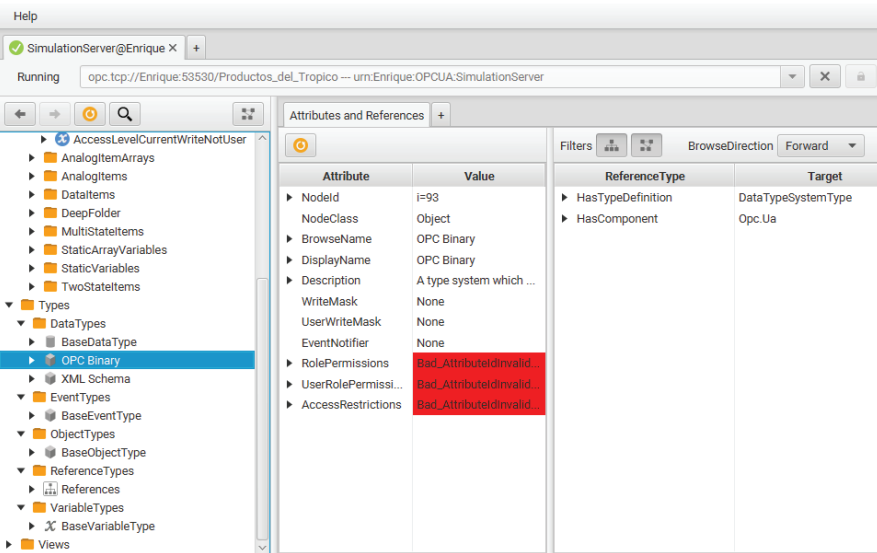 Help
SimulationServer@Enrique × +
Running opc.tcp://Enrique:53530/Productos_del_Tropico --- urn:Enrique:OPCUA:SimulationServer
AccessLevelCurrentWriteNotUser
AnalogItemArrays
AnalogItems
DataItems
DeepFolder
MultiStateItems
StaticArrayVariables
StaticVariables
TwoStateItems
Types
DataTypes
BaseDataType
OPC Binary
XML Schema
EventTypes
BaseEventType
ObjectTypes
BaseObjectType
ReferenceTypes
References
VariableTypes
BaseVariableType
Views
Attributes and References +
Attribute Value
NodeId i=93
NodeClass Object
BrowseName OPC Binary
DisplayName OPC Binary
Description A type system which ...
WriteMask None
UserWriteMask None
EventNotifier None
RolePermissions Bad_AttributeIdInvalid...
UserRolePermissi... Bad_AttributeIdInvalid...
AccessRestrictions Bad_AttributeIdInvalid...
Filters BrowseDirection Forward
ReferenceType Target
HasTypeDefinition DataTypeSystemType
HasComponent Opc.Ua